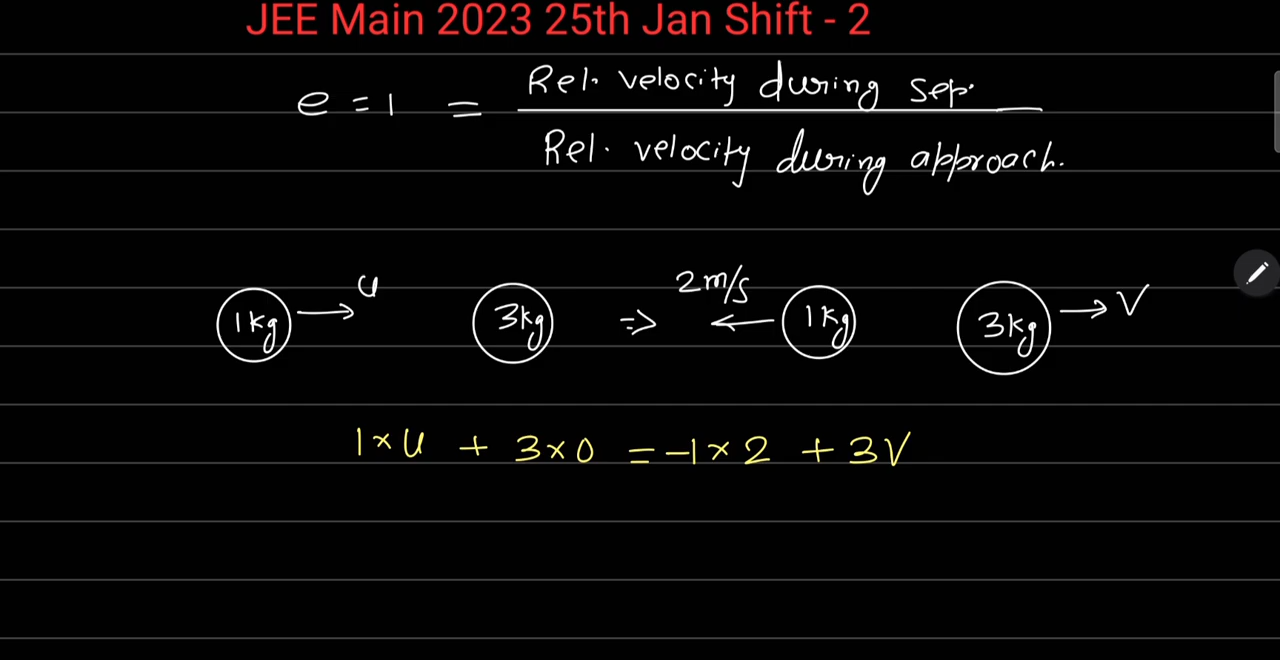 JEE Main 2023 25th Jan Shift - 2
e = 1 = Rel. velocity during sep.
Rel. velocity during approach.
1kg → u 3kg ⇒ 2m/s ← 1kg 3kg → V
1 × u + 3 × 0 = -1 × 2 + 3V